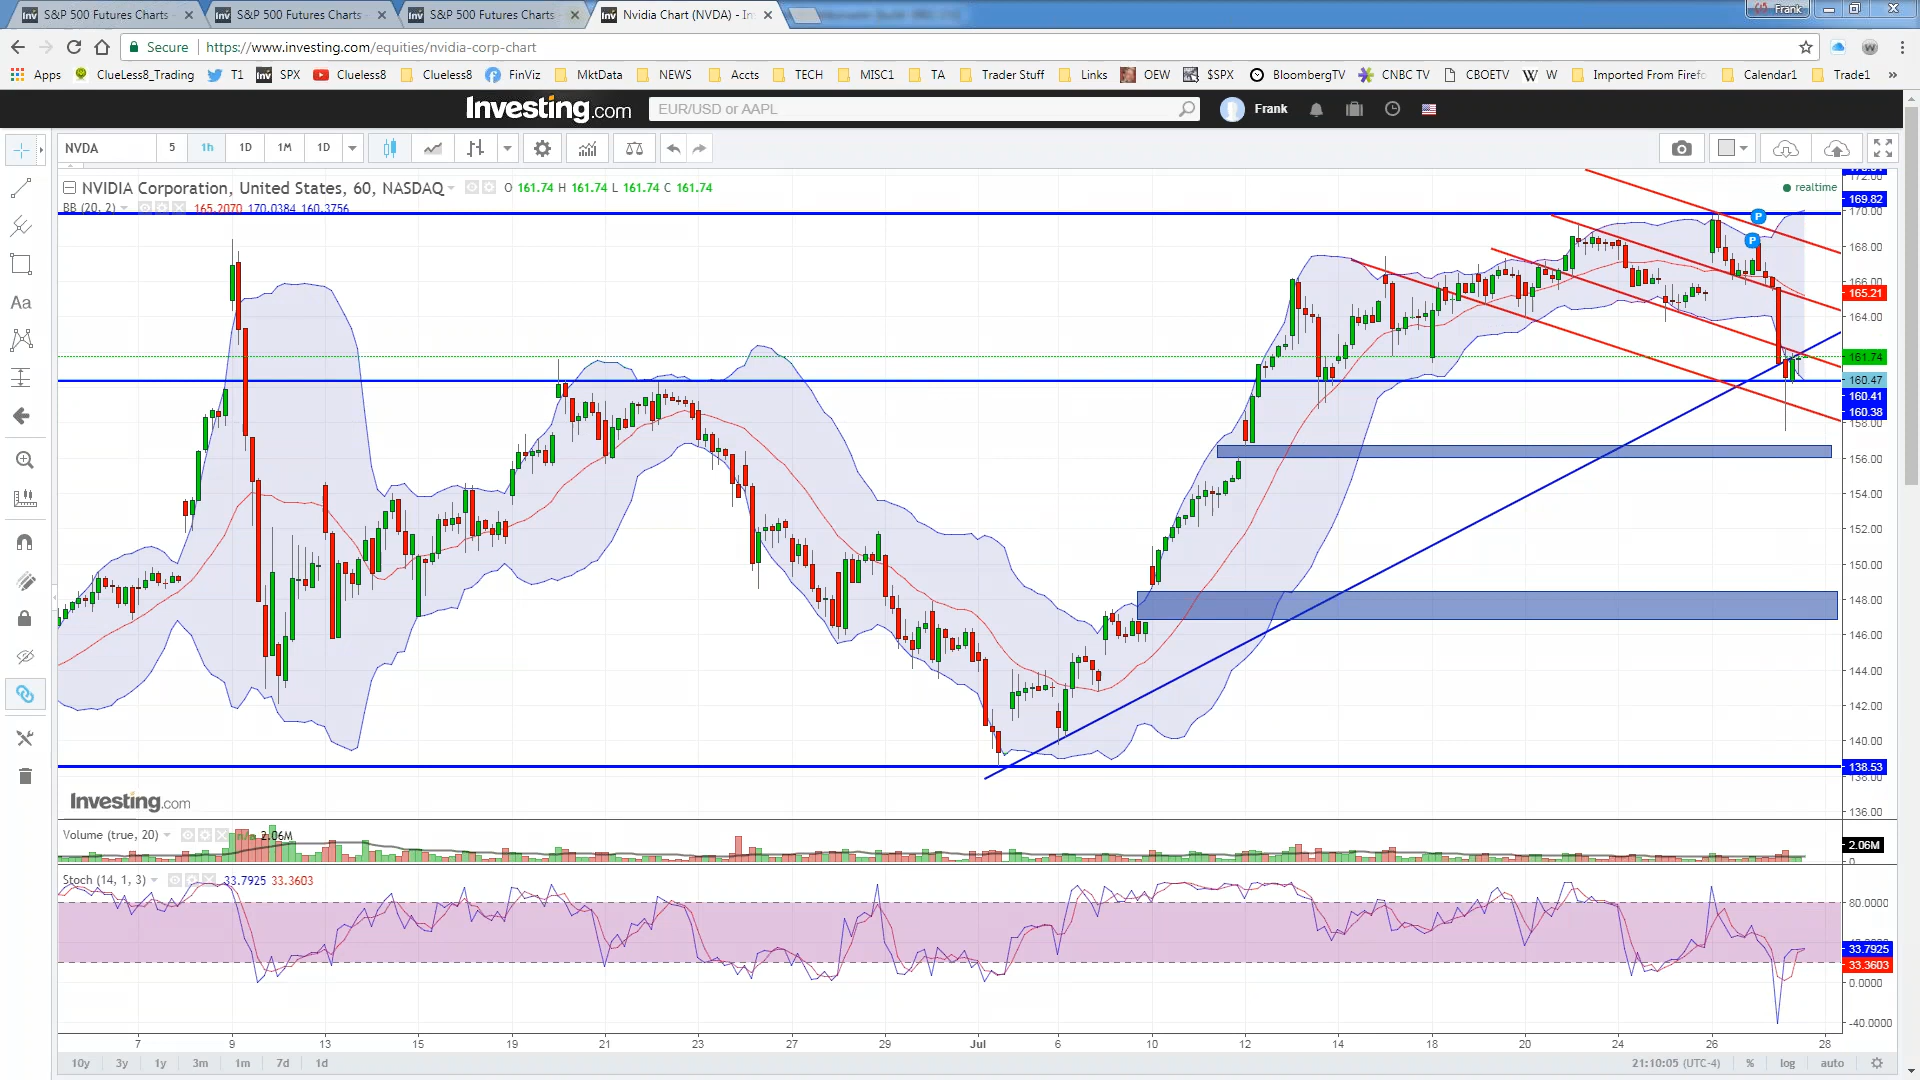 S&P 500 Futures Charts - S&P 500 Futures Charts - S&P 500 Futures Charts - Nvidia Chart (NVDA) - In Frank
Secure https://www.investing.com/equities/nvidia-corp-chart
Apps ClueLess8_Trading T1 SPX Clueless8 Clueless8 FinViz MktData NEWS Accts TECH MISC1 TA Trader Stuff Links OEW $SPX BloombergTV CNBC TV CBOETV W Imported From Firefo Calendar1 Trade1 »
Investing.com EUR/USD or AAPL Frank
NVDA 5 1h 1D 1M 1D
NVIDIA Corporation, United States, 60, NASDAQ O 161.74 H 161.74 L 161.74 C 161.74 realtime
BB (20, 2) 165.2070 170.0384 160.3756
172.00
169.82
170.00
P
P
168.00
166.00
165.21
164.00
161.74
160.47
160.41
160.38
158.00
156.00
154.00
152.00
150.00
148.00
146.00
144.00
142.00
140.00
138.53
138.00
136.00
Aa
Investing.com
Volume (true, 20) n/a 2.06M
2.06M
0
Stoch (14, 1, 3) 33.7925 33.3603
80.0000
33.7925
33.3603
0.0000
-40.0000
7 9 13 15 19 21 23 27 29 Jul 6 10 12 14 18 20 24 26 28
10y 3y 1y 3m 1m 7d 1d 21:10:05 (UTC-4) % log auto